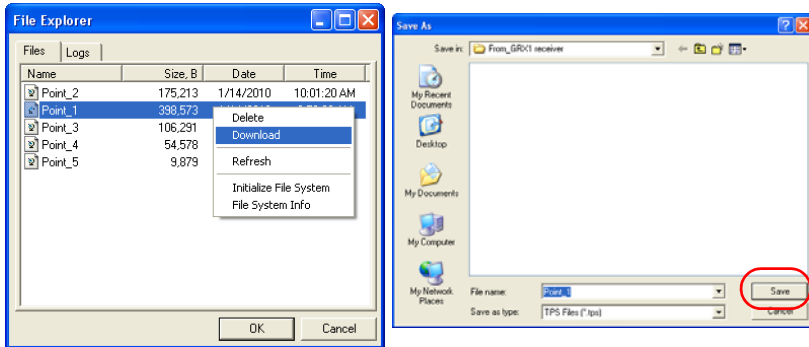 File Explorer
Files Logs
Name Size, B Date Time
Point_2 175,213 1/14/2010 10:01:20 AM
Point_1 398,573
Point_3 106,291
Point_4 54,578
Point_5 9,879
Delete
Download
Refresh
Initialize File System
File System Info
OK Cancel
Save As
Save in: From_GRX1 receiver
My Recent
Documents
Desktop
My Documents
My Computer
My Network
Places
File name: Point_1 Save
Save as type: TPS Files (*.tps) Cancel